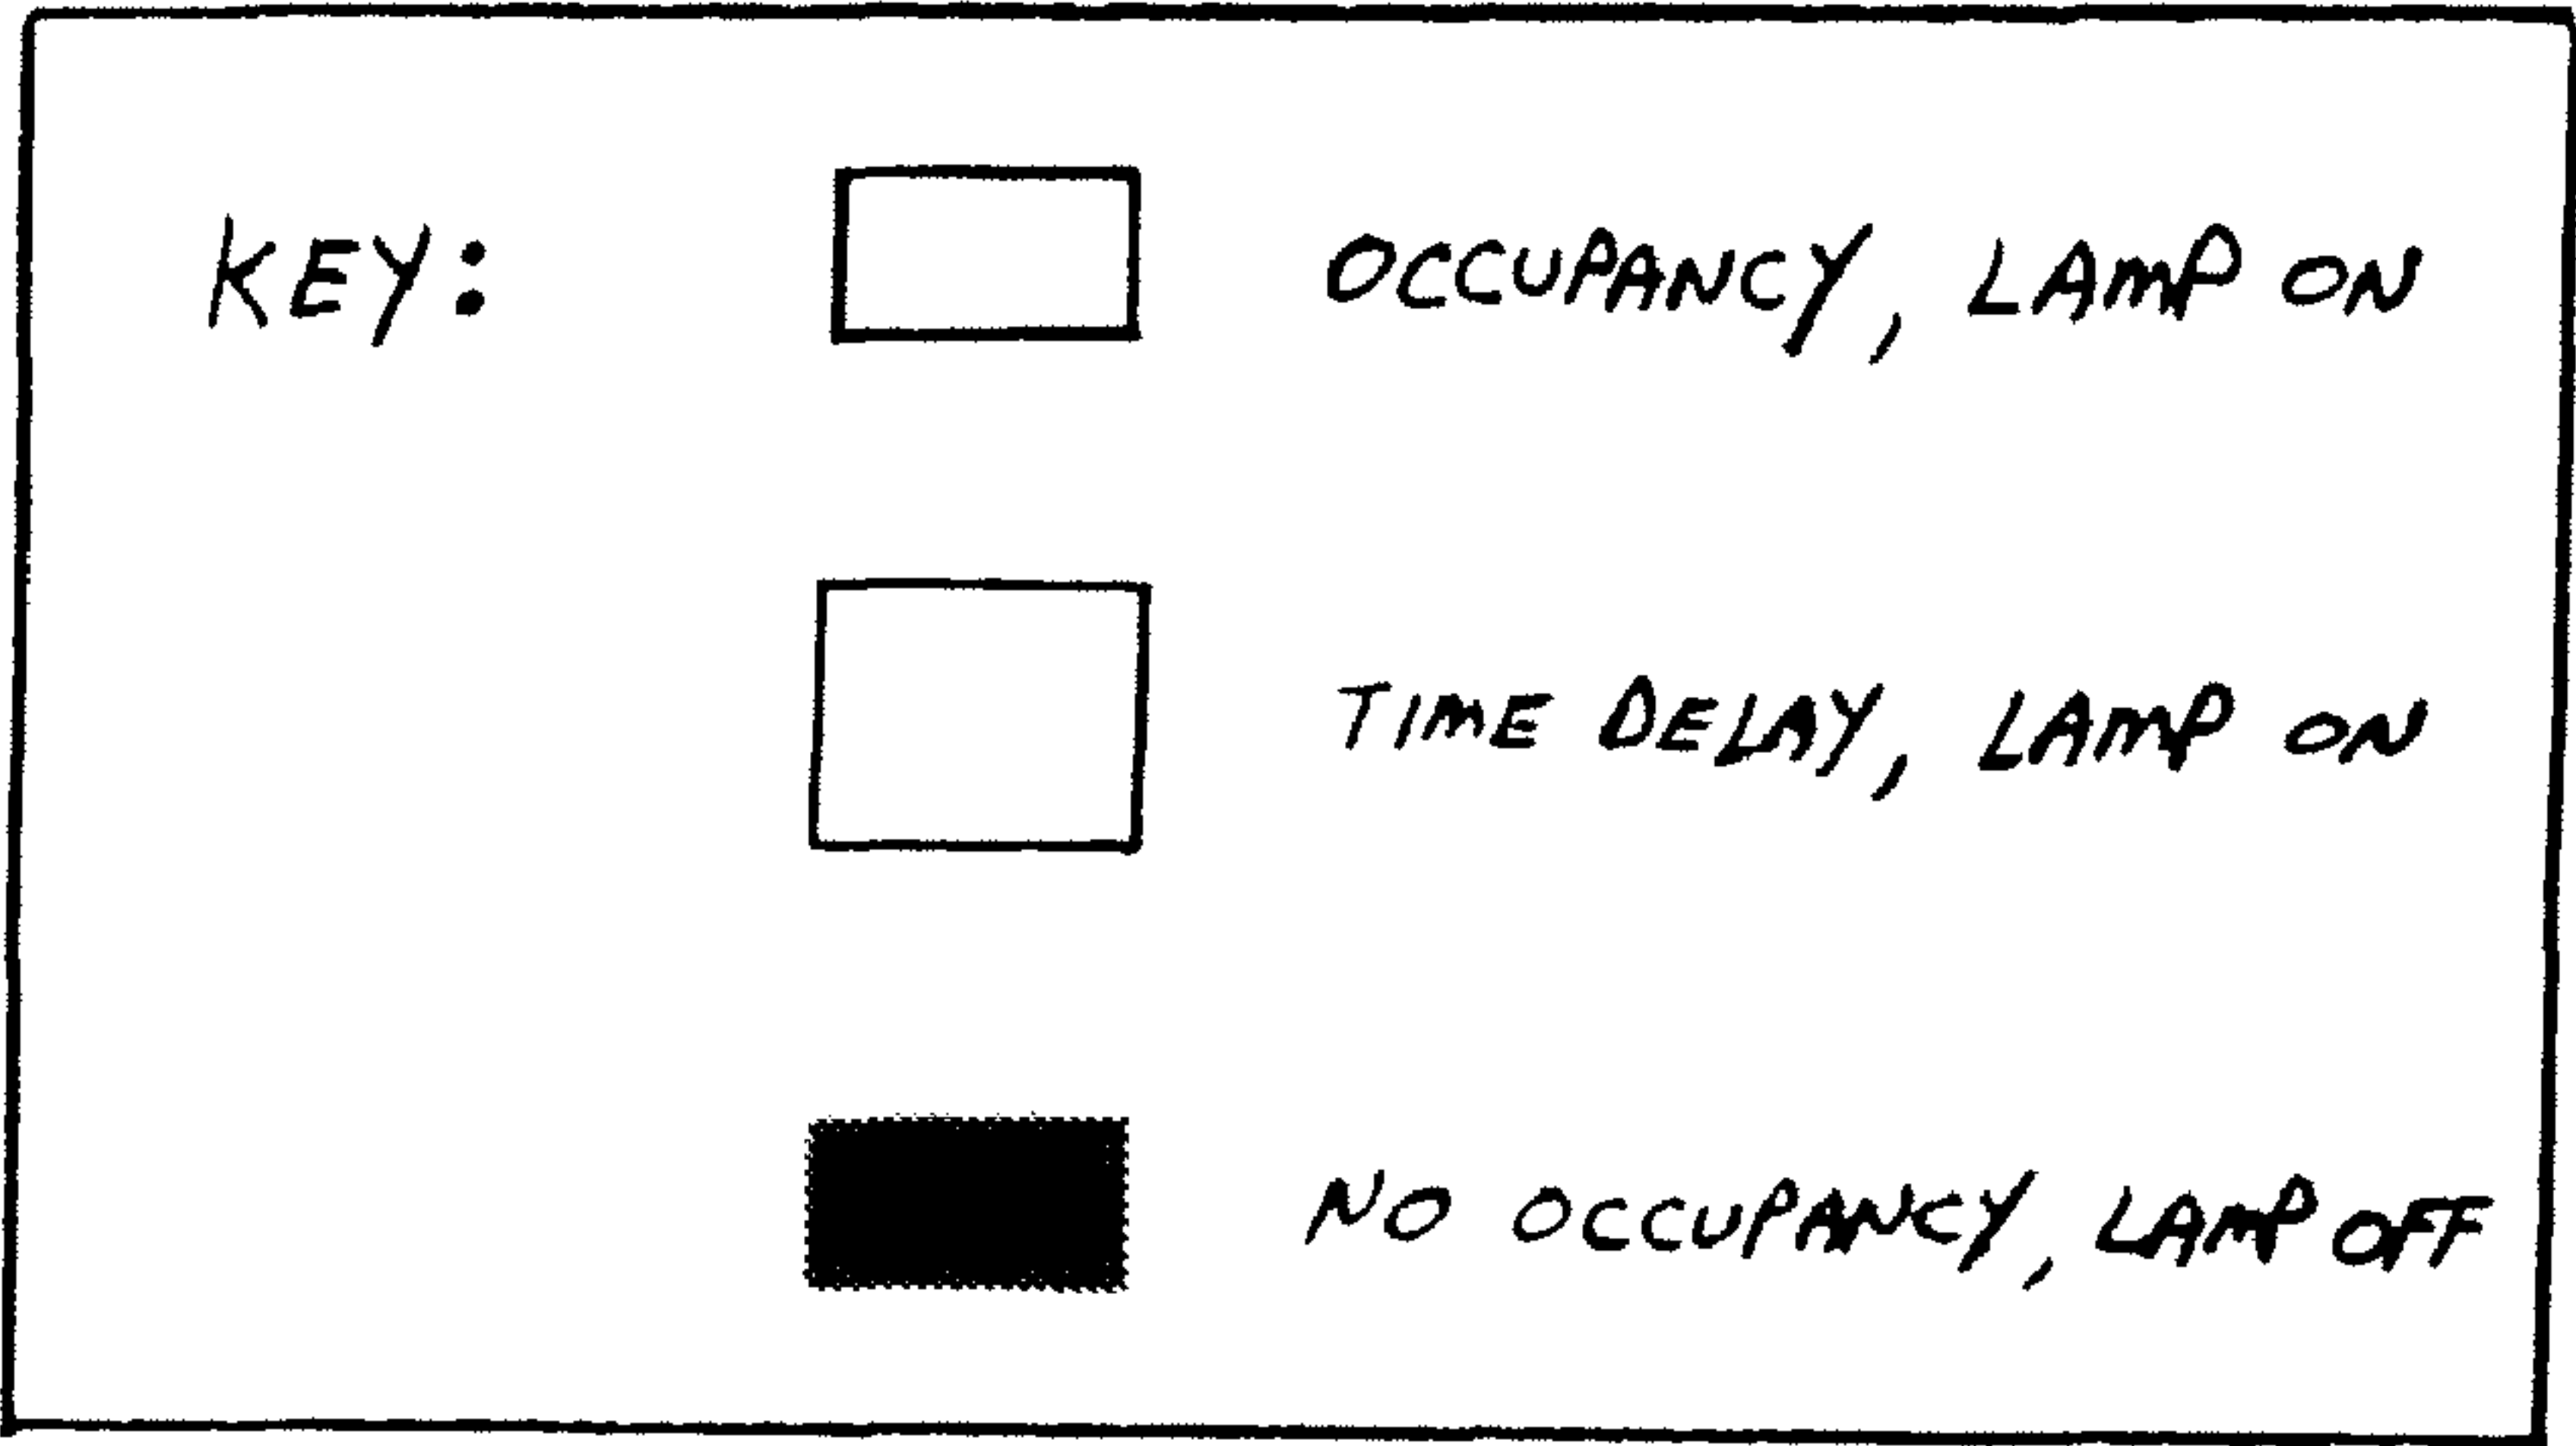 KEY: OCCUPANCY, LAMP ON
TIME DELAY, LAMP ON
NO OCCUPANCY, LAMP OFF